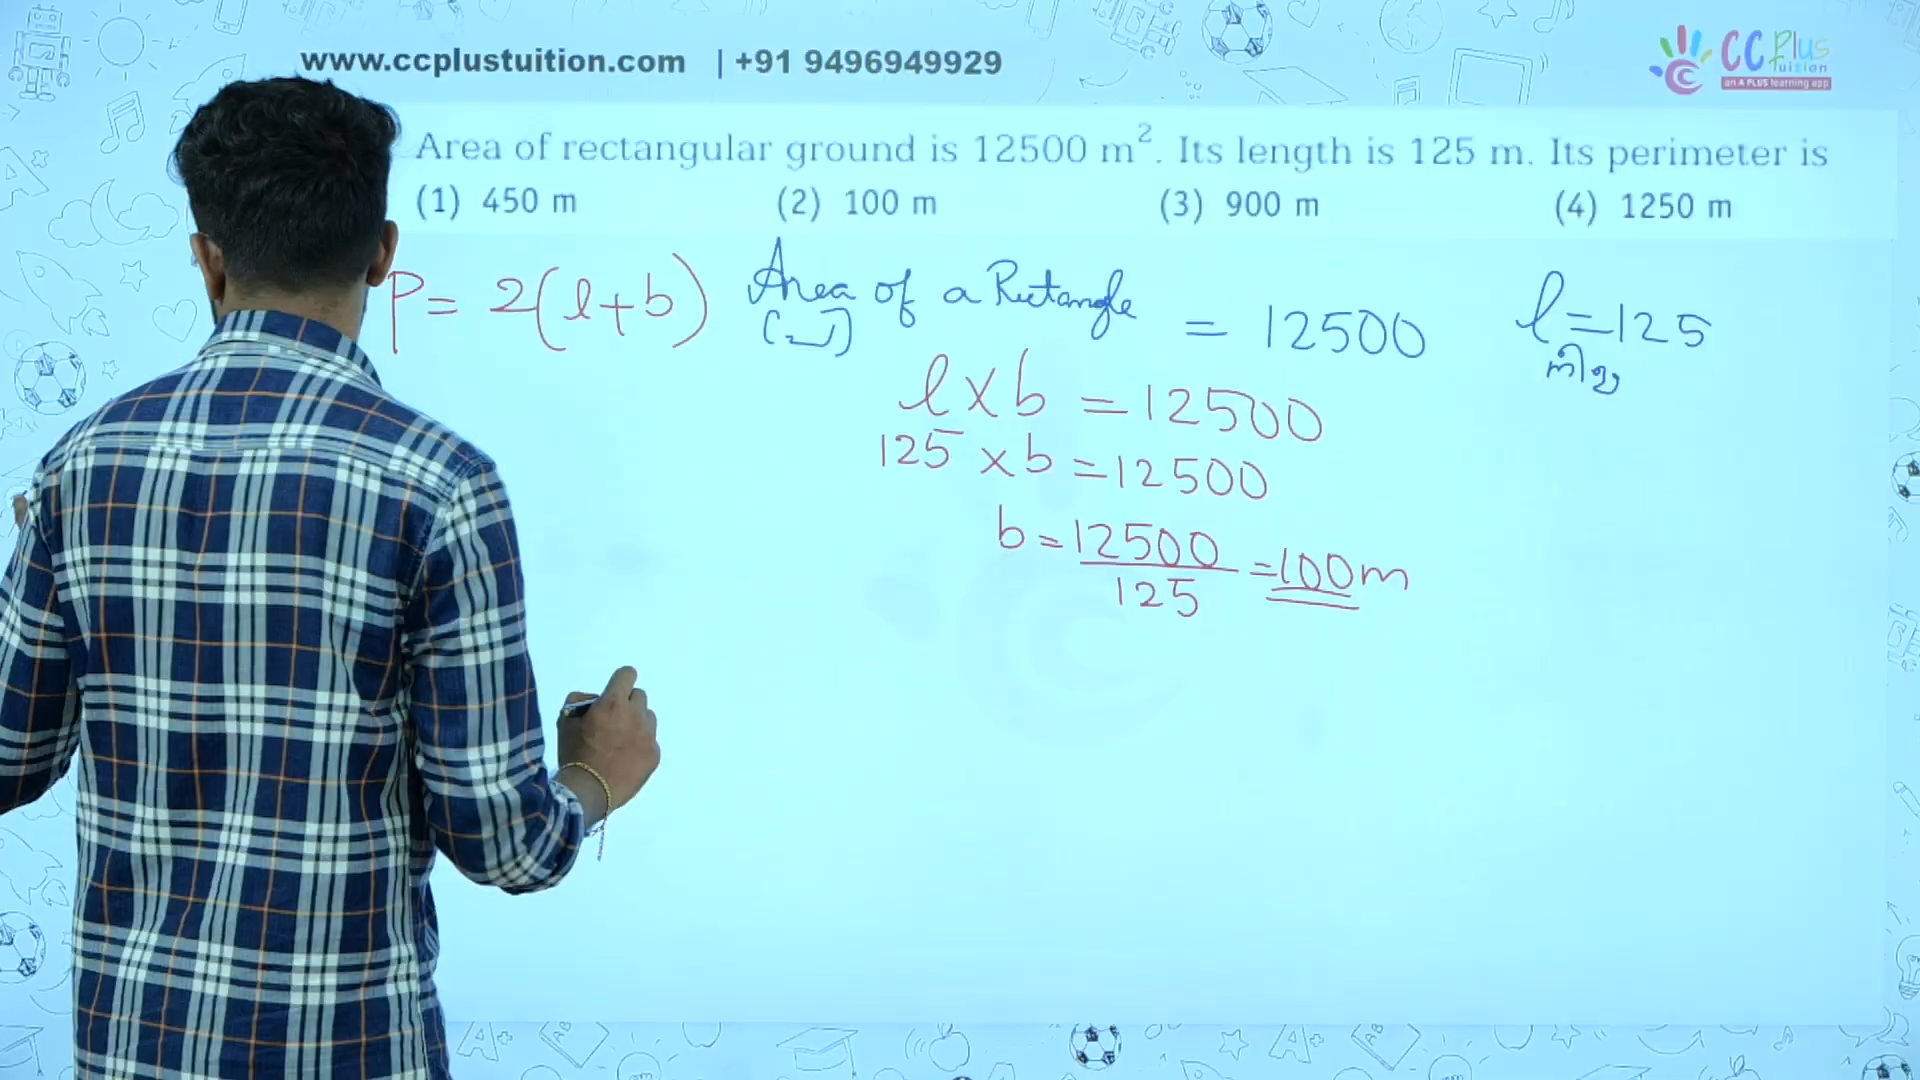 www.ccplustuition.com | +91 9496949929
CC Plus
Tuition
an A PLUS learning app
Area of rectangular ground is 12500 m². Its length is 125 m. Its perimeter is
(1) 450 m (2) 100 m (3) 900 m (4) 1250 m
P = 2(l+b) Area of a Rectangle = 12500 l = 125
l x b = 12500
125 x b = 12500
b = 12500/125 = 100m